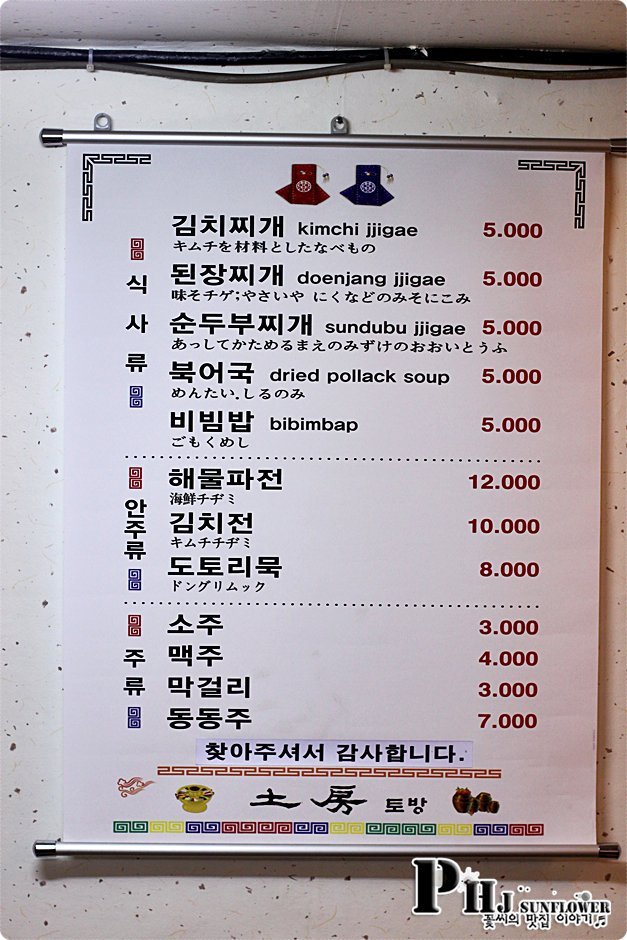 김치찌개 kimchi jjigae 5.000
キムチを材料としたなべもの
된장찌개 doenjang jjigae 5.000
味そチゲ;やさいや にくなどのみそにこみ
순두부찌개 sundubu jjigae 5.000
あっしてかためるまえのみずけのおおいとうふ
북어국 dried pollack soup 5.000
めんたい.しるのみ
비빔밥 bibimbap 5.000
ごもくめし
식사류
해물파전 12.000
海鮮チヂミ
김치전 10.000
キムチチヂミ
도토리묵 8.000
ドングリムック
안주류
소주 3.000
맥주 4.000
막걸리 3.000
동동주 7.000
주류
찾아주셔서 감사합니다.
土房 토방
PHJ SUNFLOWER
꽃씨의 맛집 이야기